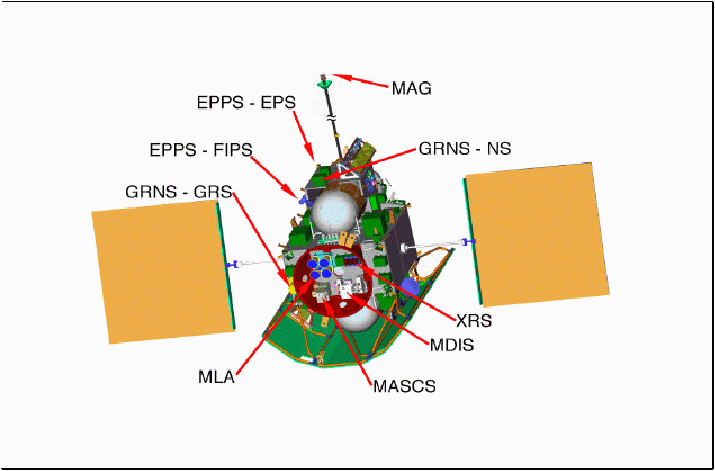 MAG
EPPS - EPS
EPPS - FIPS
GRNS - NS
GRNS - GRS
XRS
MDIS
MLA
MASCS